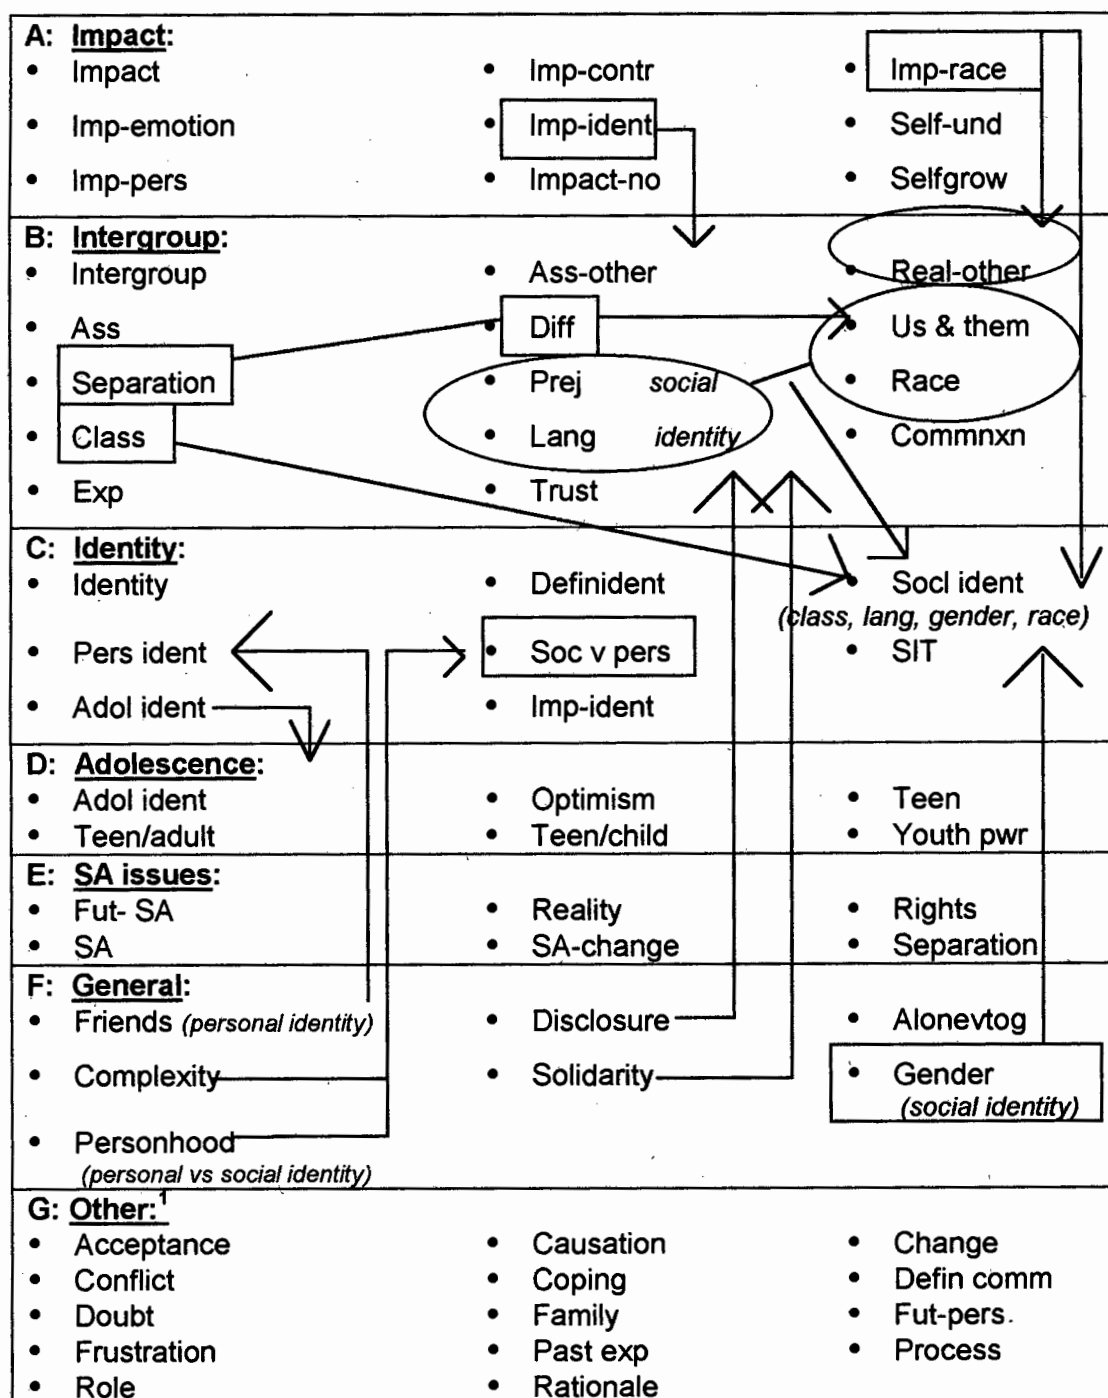 A: Impact:
• Impact • Imp-contr • Imp-race
• Imp-emotion • Imp-ident • Self-und
• Imp-pers • Impact-no • Selfgrow
B: Intergroup:
• Intergroup • Ass-other • Real-other
• Ass • Diff • Us & them
• Separation • Prej social • Race
• Class • Lang identity • Commnxn
• Exp • Trust
C: Identity:
• Identity • Definident • Socl ident
(class, lang, gender, race)
• Pers ident • Soc v pers • SIT
• Adol ident • Imp-ident
D: Adolescence:
• Adol ident • Optimism • Teen
• Teen/adult • Teen/child • Youth pwr
E: SA issues:
• Fut- SA • Reality • Rights
• SA • SA-change • Separation
F: General:
• Friends (personal identity) • Disclosure • Alonevtog
• Complexity • Solidarity • Gender
(social identity)
• Personhood
(personal vs social identity)
G: Other:1
• Acceptance • Causation • Change
• Conflict • Coping • Defin comm
• Doubt • Family • Fut-pers.
• Frustration • Past exp • Process
• Role • Rationale